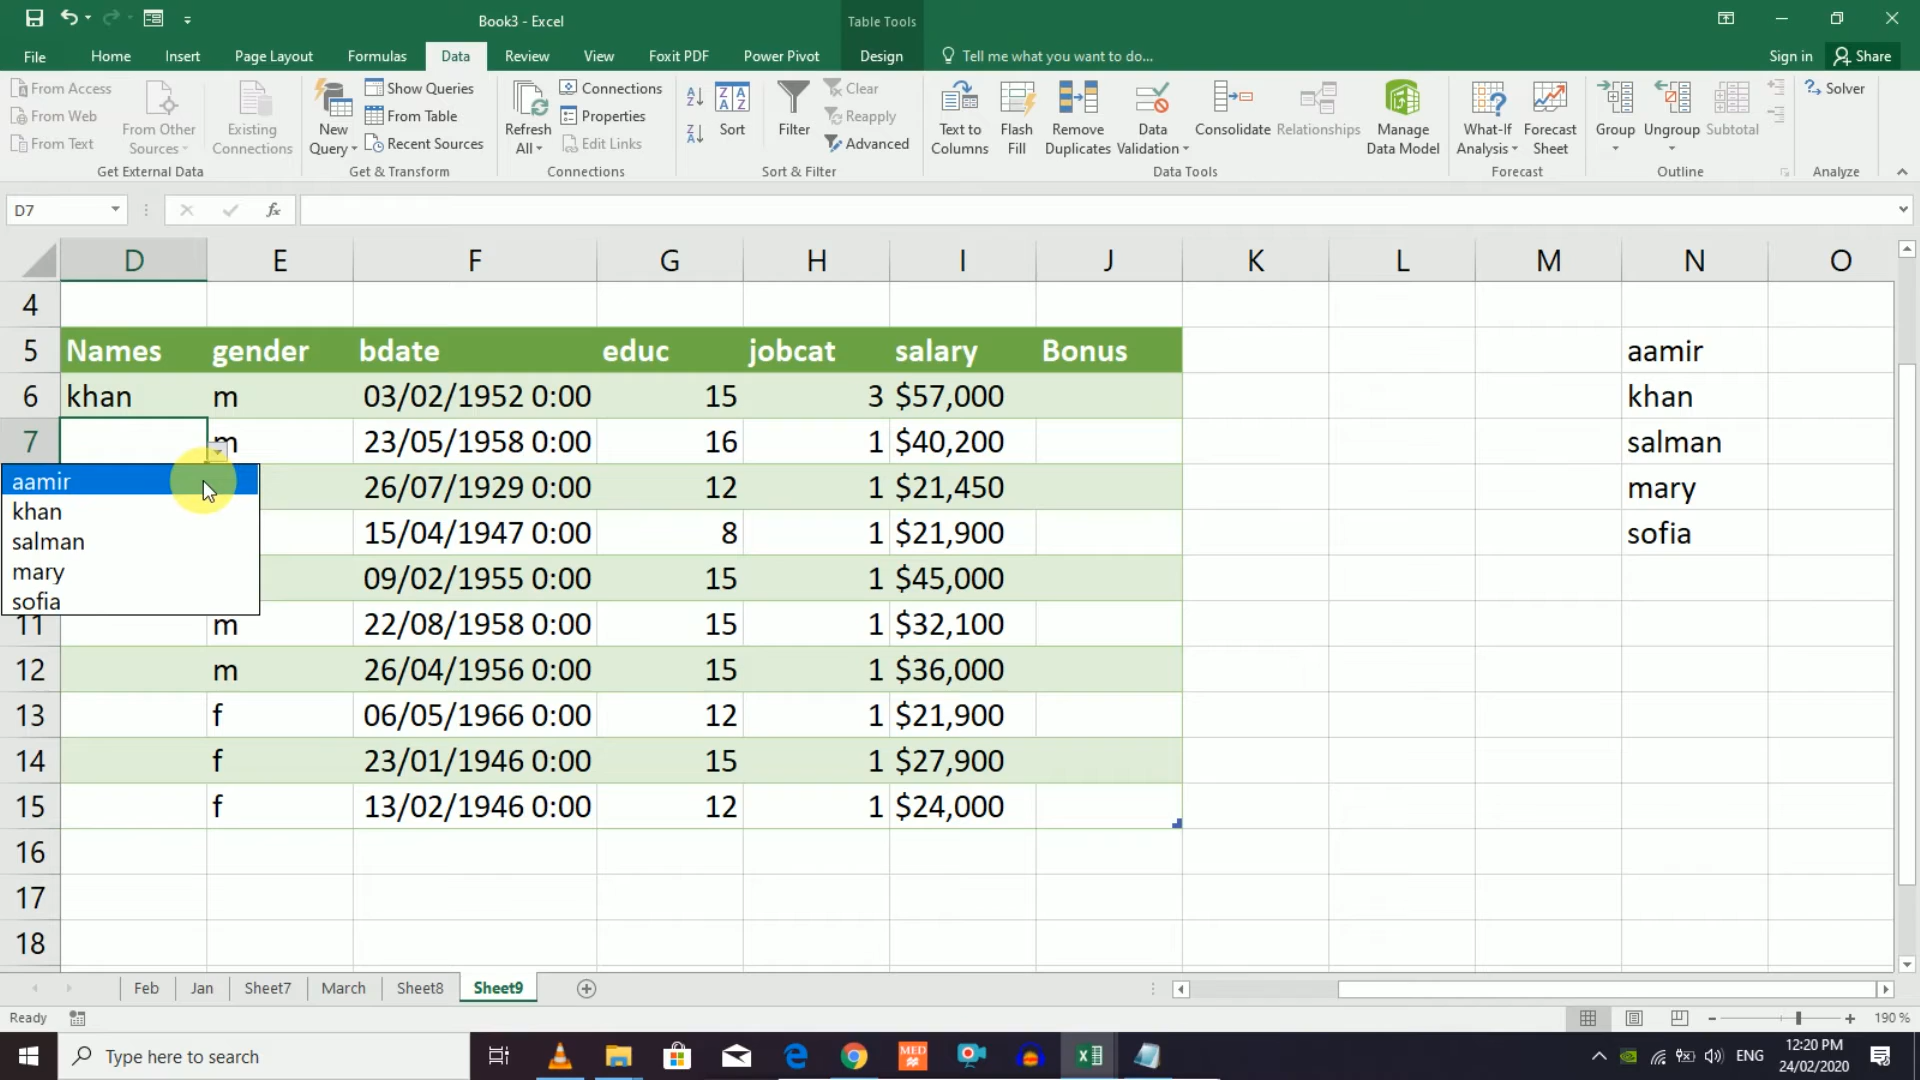 Book3 - Excel
Table Tools
File Home Insert Page Layout Formulas Data Review View Foxit PDF Power Pivot Design Tell me what you want to do... Sign in Share
From Access
From Web
From Text
From Other Sources
Existing Connections
Get External Data
New Query
Show Queries
From Table
Recent Sources
Get & Transform
Refresh All
Connections
Properties
Edit Links
Connections
Sort
Filter
Clear
Reapply
Advanced
Sort & Filter
Text to Columns
Flash Fill
Remove Duplicates
Data Validation
Consolidate
Relationships
Manage Data Model
Data Tools
What-If Analysis
Forecast Sheet
Forecast
Group
Ungroup
Subtotal
Outline
Solver
Analyze
D7 fx
D E F G H I J K L M N O
4
5 Names gender bdate educ jobcat salary Bonus aamir
6 khan m 03/02/1952 0:00 15 3 $57,000 khan
7 m 23/05/1958 0:00 16 1 $40,200 salman
aamir 26/07/1929 0:00 12 1 $21,450 mary
khan
salman 15/04/1947 0:00 8 1 $21,900 sofia
mary 09/02/1955 0:00 15 1 $45,000
sofia
11 m 22/08/1958 0:00 15 1 $32,100
12 m 26/04/1956 0:00 15 1 $36,000
13 f 06/05/1966 0:00 12 1 $21,900
14 f 23/01/1946 0:00 15 1 $27,900
15 f 13/02/1946 0:00 12 1 $24,000
16
17
18
Feb Jan Sheet7 March Sheet8 Sheet9
Ready 190 %
Type here to search MED ENG 12:20 PM
24/02/2020